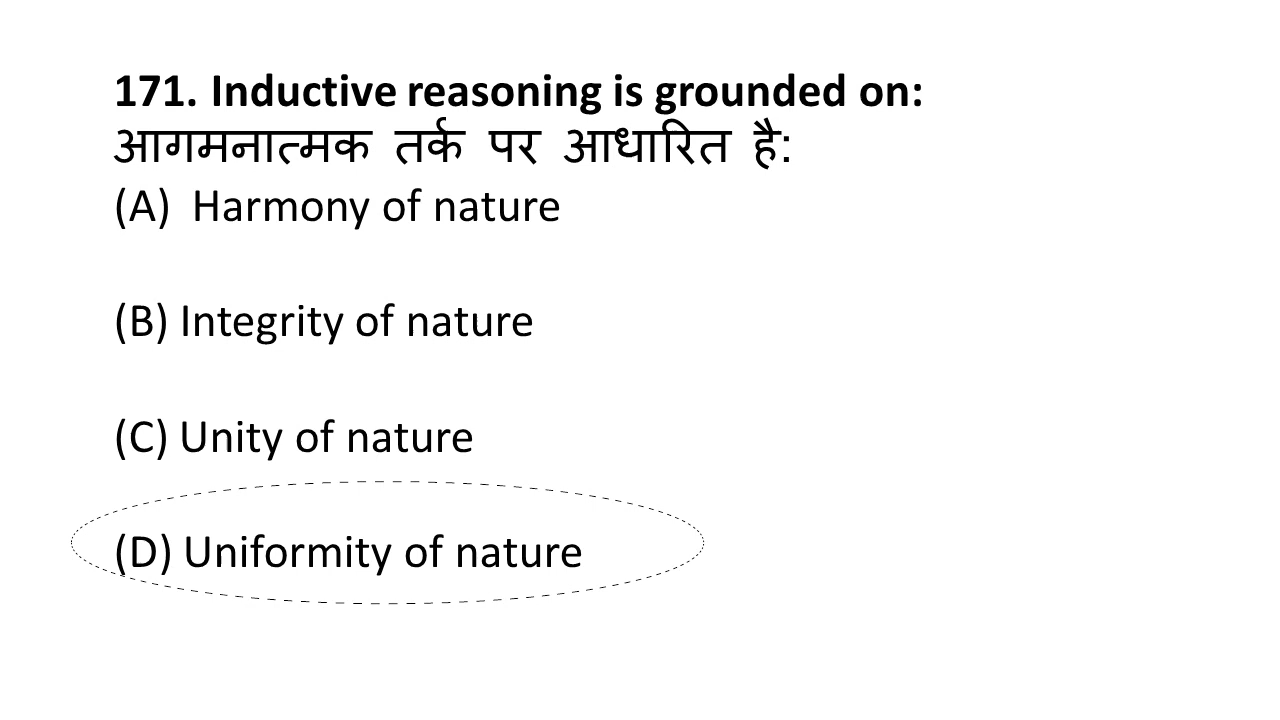 171. Inductive reasoning is grounded on:
आगमनात्मक तर्क पर आधारित है:
(A) Harmony of nature
(B) Integrity of nature
(C) Unity of nature
(D) Uniformity of nature